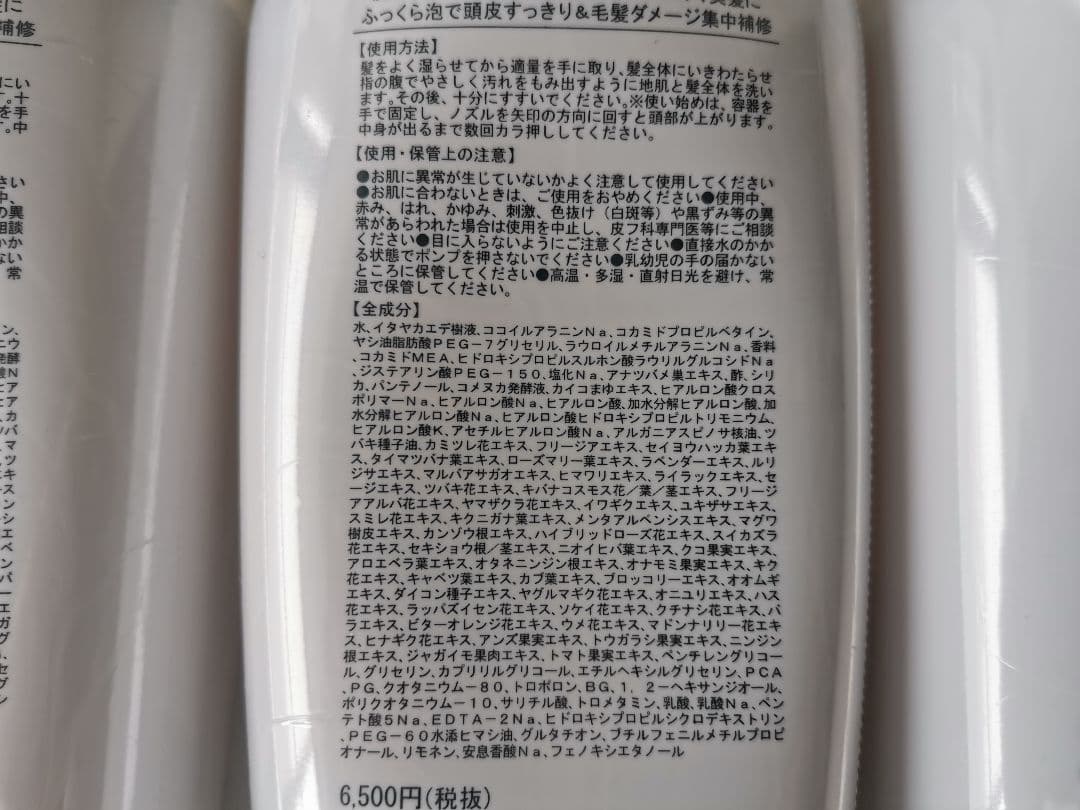 ふっくら泡で頭皮すっきり&毛髪ダメージ集中補修
【使用方法】
髪をよく湿らせてから適量を手に取り、髪全体にいきわたらせ
指の腹でやさしく汚れをもみ出すように地肌と髪全体を洗い
ます。その後、十分にすすいでください。※使い始めは、容器を
手で固定し、ノズルを矢印の方向に回すと頭部が上がります。
中身が出るまで数回カラ押ししてください。
【使用・保管上の注意】
●お肌に異常が生じていないかよく注意して使用してください
●お肌に合わないときは、ご使用をおやめください●使用中、
赤み、はれ、かゆみ、刺激、色抜け(白斑等)や黒ずみ等の異
常があらわれた場合は使用を中止し、皮フ科専門医等にご相談
ください●目に入らないようにご注意ください●直接水のかか
る状態でポンプを押さないでください●乳幼児の手の届かない
ところに保管してください●高温・多湿・直射日光を避け、常
温で保管してください。
【全成分】
水、イタヤカエデ樹液、ココイルアラニンNa、コカミドプロピルベタイン、
ヤシ油脂肪酸PEG-7グリセリル、ラウロイルメチルアラニンNa、香料
、コカミドMEA、ヒドロキシプロピルスルホン酸ラウリルグルコシドNa
、ジステアリン酸PEG-150、塩化Na、アナツバメ巣エキス、酢、シリ
カ、パンテノール、コメヌカ発酵液、カイコまゆエキス、ヒアルロン酸クロス
ポリマーNa、ヒアルロン酸Na、ヒアルロン酸、加水分解ヒアルロン酸、加
水分解ヒアルロン酸Na、ヒアルロン酸ヒドロキシプロピルトリモニウム、
ヒアルロン酸K、アセチルヒアルロン酸Na、アルガニアスピノサ核油、ツ
バキ種子油、カミツレ花エキス、フリージアエキス、セイヨウハッカ葉エキ
ス、タイマツバナ葉エキス、ローズマリー葉エキス、ラベンダーエキス、ルリ
ジサエキス、マルバアサガオエキス、ヒマワリエキス、ライラックエキス、セ
ージエキス、ツバキ花エキス、キバナコスモス花/葉/茎エキス、フリージ
アアルバ花エキス、ヤマザクラ花エキス、イワギクエキス、ユキザサエキス、
スミレ花エキス、キクニガナ葉エキス、メンタアルベンシスエキス、マグワ
樹皮エキス、カンゾウ根エキス、ハイブリッドローズ花エキス、スイカズラ
花エキス、セキショウ根/茎エキス、ニオイヒバ葉エキス、クコ果実エキス、
アロエベラ葉エキス、オタネニンジン根エキス、オナモミ果実エキス、キク
花エキス、キャベツ葉エキス、カブ葉エキス、ブロッコリーエキス、オオムギ
エキス、ダイコン種子エキス、ヤグルマギク花エキス、オニユリエキス、ハス
花エキス、ラッパズイセン花エキス、ソケイ花エキス、クチナシ花エキス、バ
ラエキス、ビターオレンジ花エキス、ウメ花エキス、マドンナリリー花エキ
ス、ヒナギク花エキス、アンズ果実エキス、トウガラシ果実エキス、ニンジン
根エキス、ジャガイモ果肉エキス、トマト果実エキス、ペンチレングリコー
ル、グリセリン、カプリリルグリコール、エチルヘキシルグリセリン、PCA
、PG、クオタニウム-80、トロポロン、BG、1,2-ヘキサンジオール、
ポリクオタニウム-10、サリチル酸、トロメタミン、乳酸、乳酸Na、ペン
テト酸5Na、EDTA-2Na、ヒドロキシプロピルシクロデキストリン
、PEG-60水添ヒマシ油、グルタチオン、ブチルフェニルメチルプロピ
オナール、リモネン、安息香酸Na、フェノキシエタノール
6,500円(税抜)